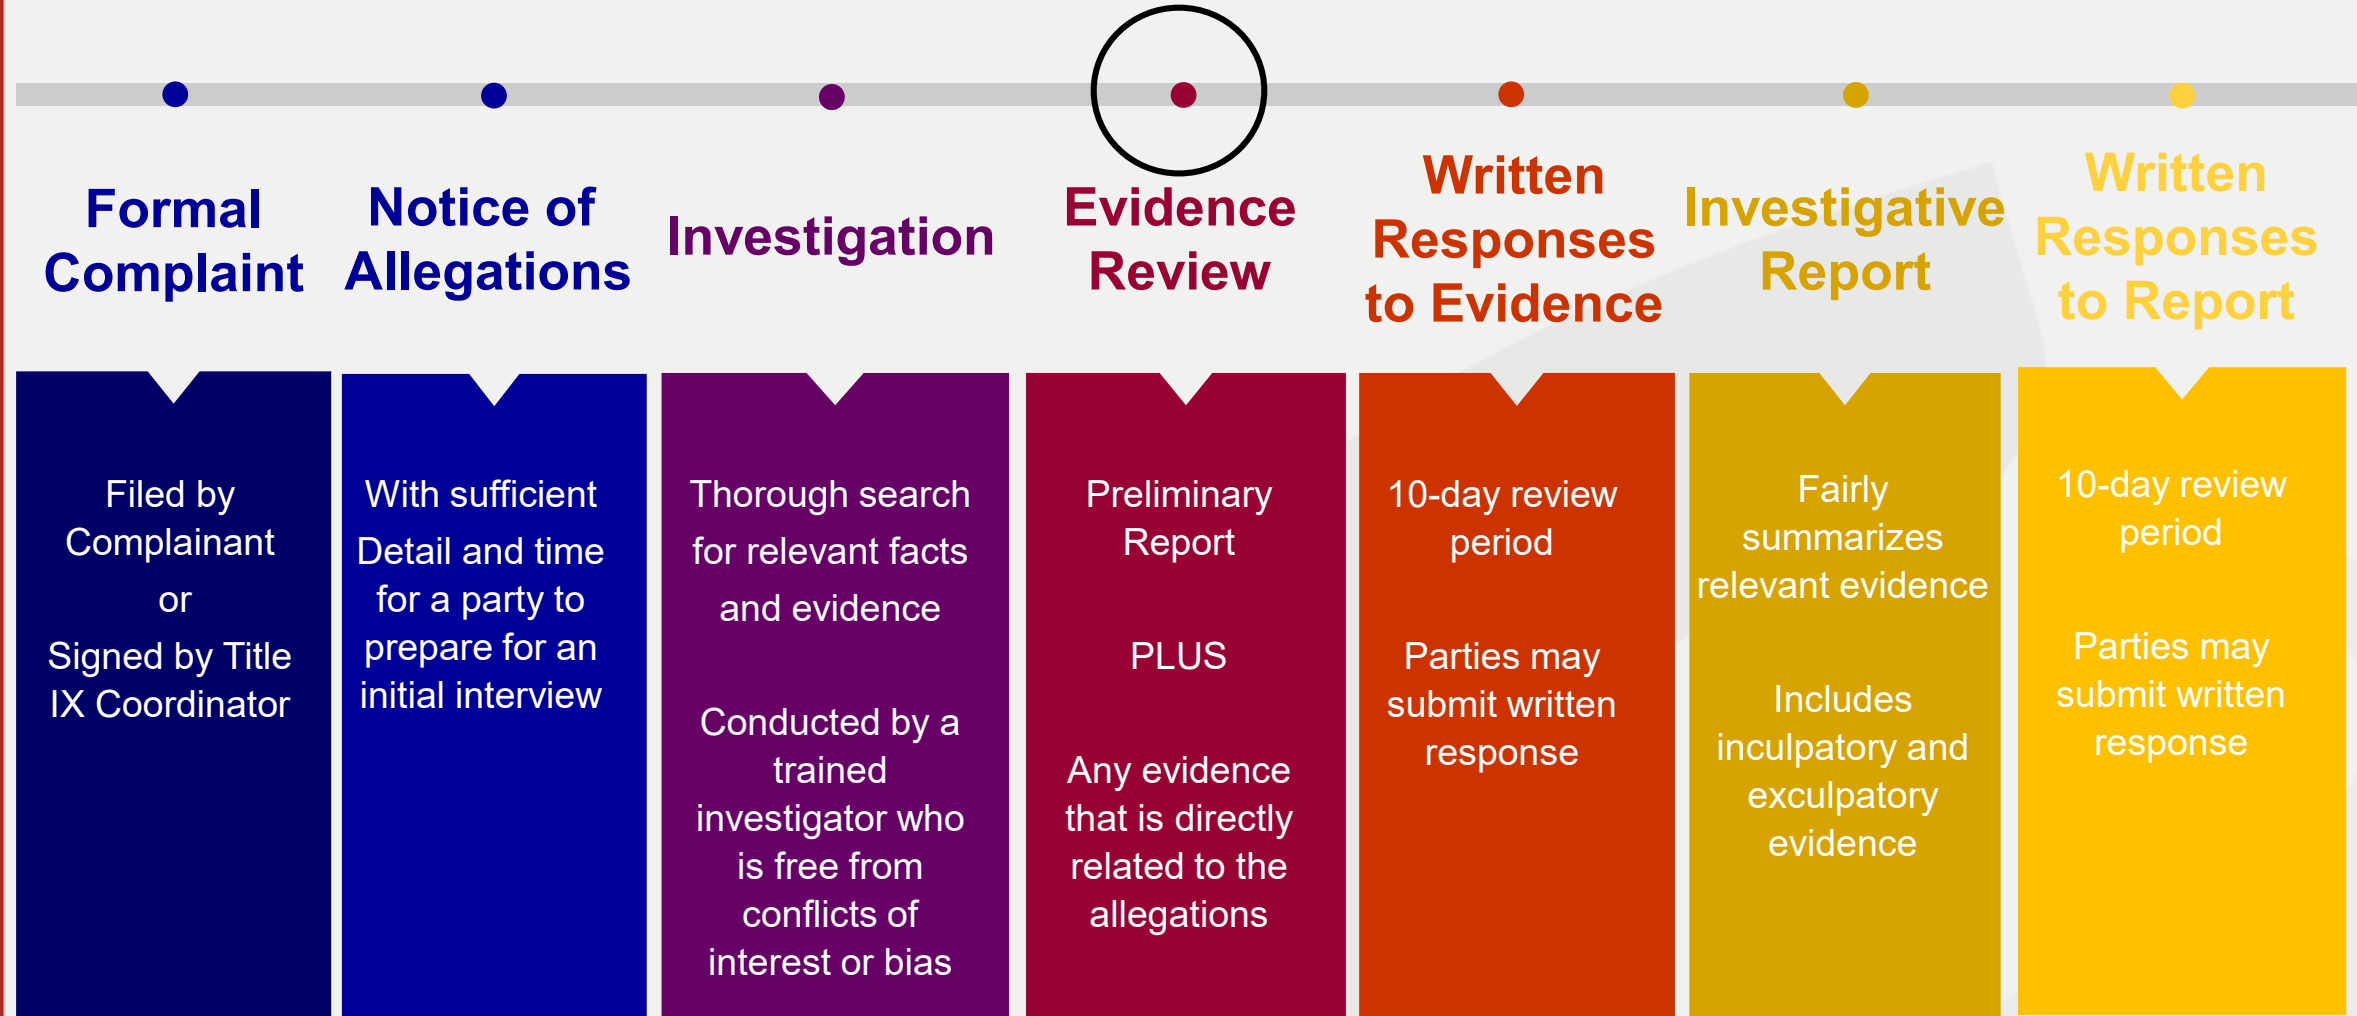 Formal
Complaint
Notice of
Allegations
Investigation
Evidence
Review
Written
Responses
to Evidence
Investigative
Report
Written
Responses
to Report
Filed by
Complainant
or
Signed by Title
IX Coordinator
With sufficient
Detail and time
for a party to
prepare for an
initial interview
Thorough search
for relevant facts
and evidence
Conducted by a
trained
investigator who
is free from
conflicts of
interest or bias
Preliminary
Report
PLUS
Any evidence
that is directly
related to the
allegations
10-day review
period
Parties may
submit written
response
Fairly
summarizes
relevant evidence
Includes
inculpatory and
exculpatory
evidence
10-day review
period
Parties may
submit written
response